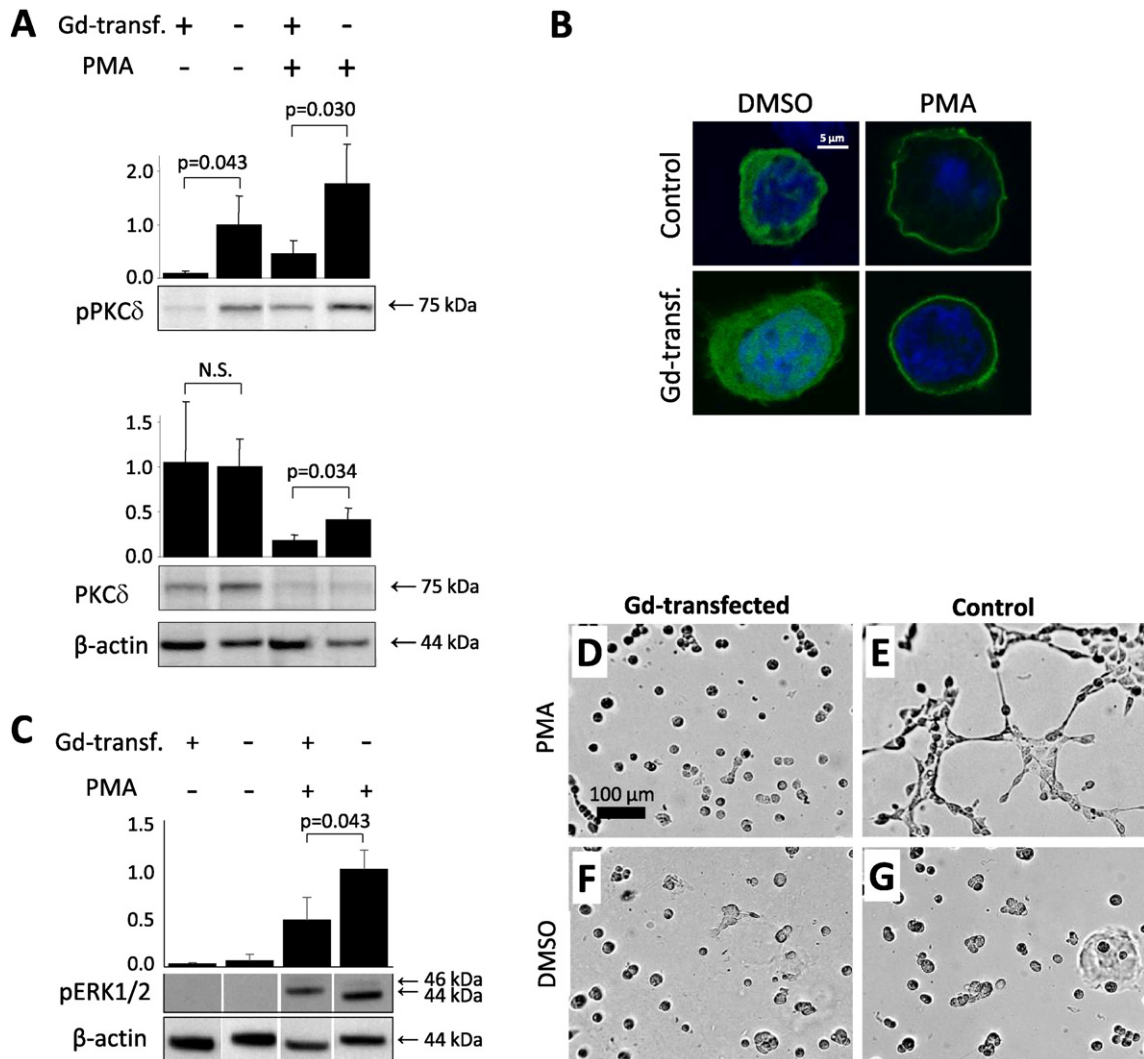 A
Gd-transf. + - + -
PMA - - + +
p=0.030
p=0.043
2.0
1.0
0.0
pPKCδ ← 75 kDa
N.S.
1.5
p=0.034
1.0
0.5
0.0
PKCδ ← 75 kDa
β-actin ← 44 kDa
B
DMSO PMA
Control
5 μm
Gd-transf.
C
Gd-transf. + - + -
PMA - - + +
1.5
p=0.043
1.0
0.5
0.0
← 46 kDa
pERK1/2 ← 44 kDa
β-actin ← 44 kDa
Gd-transfected Control
PMA
D E
100 μm
DMSO
F G